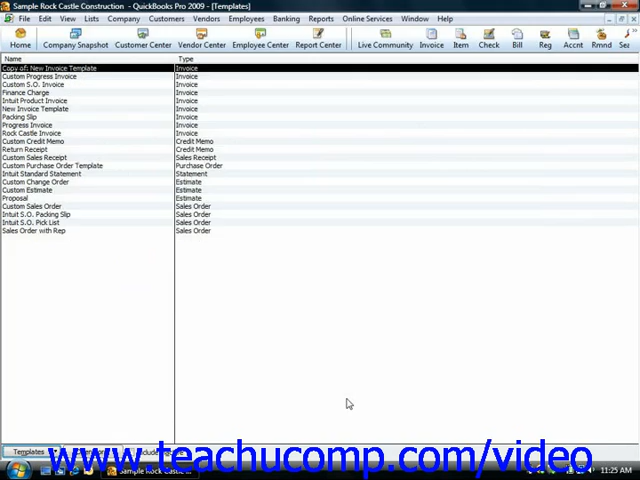 Sample Rock Castle Construction - QuickBooks Pro 2009 - [Templates]
File Edit View Lists Company Customers Vendors Employees Banking Reports Online Services Window Help
Home Company Snapshot Customer Center Vendor Center Employee Center Report Center Live Community Invoice Item Check Bill Reg Accnt Rmnd
Name Type
Copy of: New Invoice Template Invoice
Custom Progress Invoice Invoice
Custom S.O. Invoice Invoice
Finance Charge Invoice
Intuit Product Invoice Invoice
New Invoice Template Invoice
Packing Slip Invoice
Progress Invoice Invoice
Rock Castle Invoice Invoice
Custom Credit Memo Credit Memo
Return Receipt Credit Memo
Custom Sales Receipt Sales Receipt
Custom Purchase Order Template Purchase Order
Intuit Standard Statement Statement
Custom Change Order Estimate
Custom Estimate Estimate
Proposal Estimate
Custom Sales Order Sales Order
Intuit S.O. Packing Slip Sales Order
Intuit S.O. Pick List Sales Order
Sales Order with Rep Sales Order
Templates
www.teachucomp.com/video
Sample Rock Castle 11:25 AM